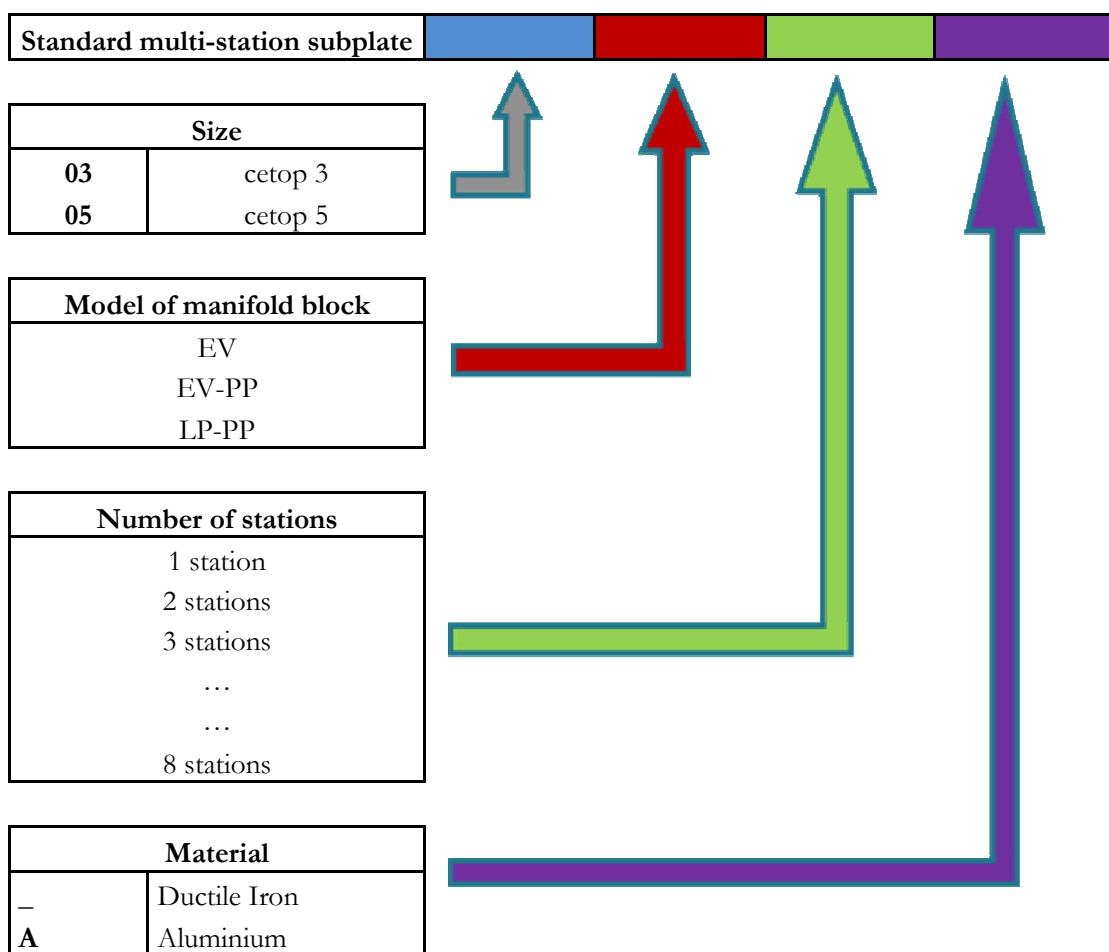 Standard multi-station subplate
Size
03 cetop 3
05 cetop 5
Model of manifold block
EV
EV-PP
LP-PP
Number of stations
1 station
2 stations
3 stations
…
…
8 stations
Material
_ Ductile Iron
A Aluminium